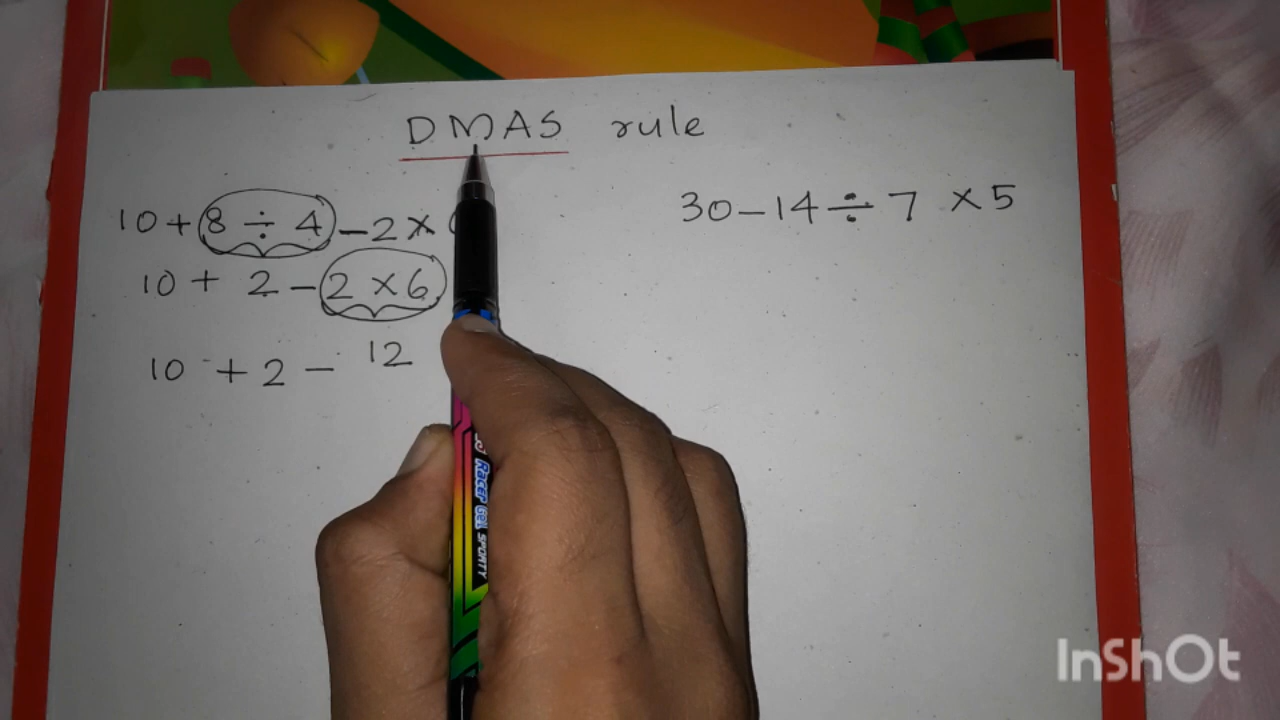 DMAS rule
10 + 8 ÷ 4 – 2 ×
10 + 2 – 2 × 6
10 + 2 – 12
30 – 14 ÷ 7 × 5
Racer Gel SPORTY
InShOt